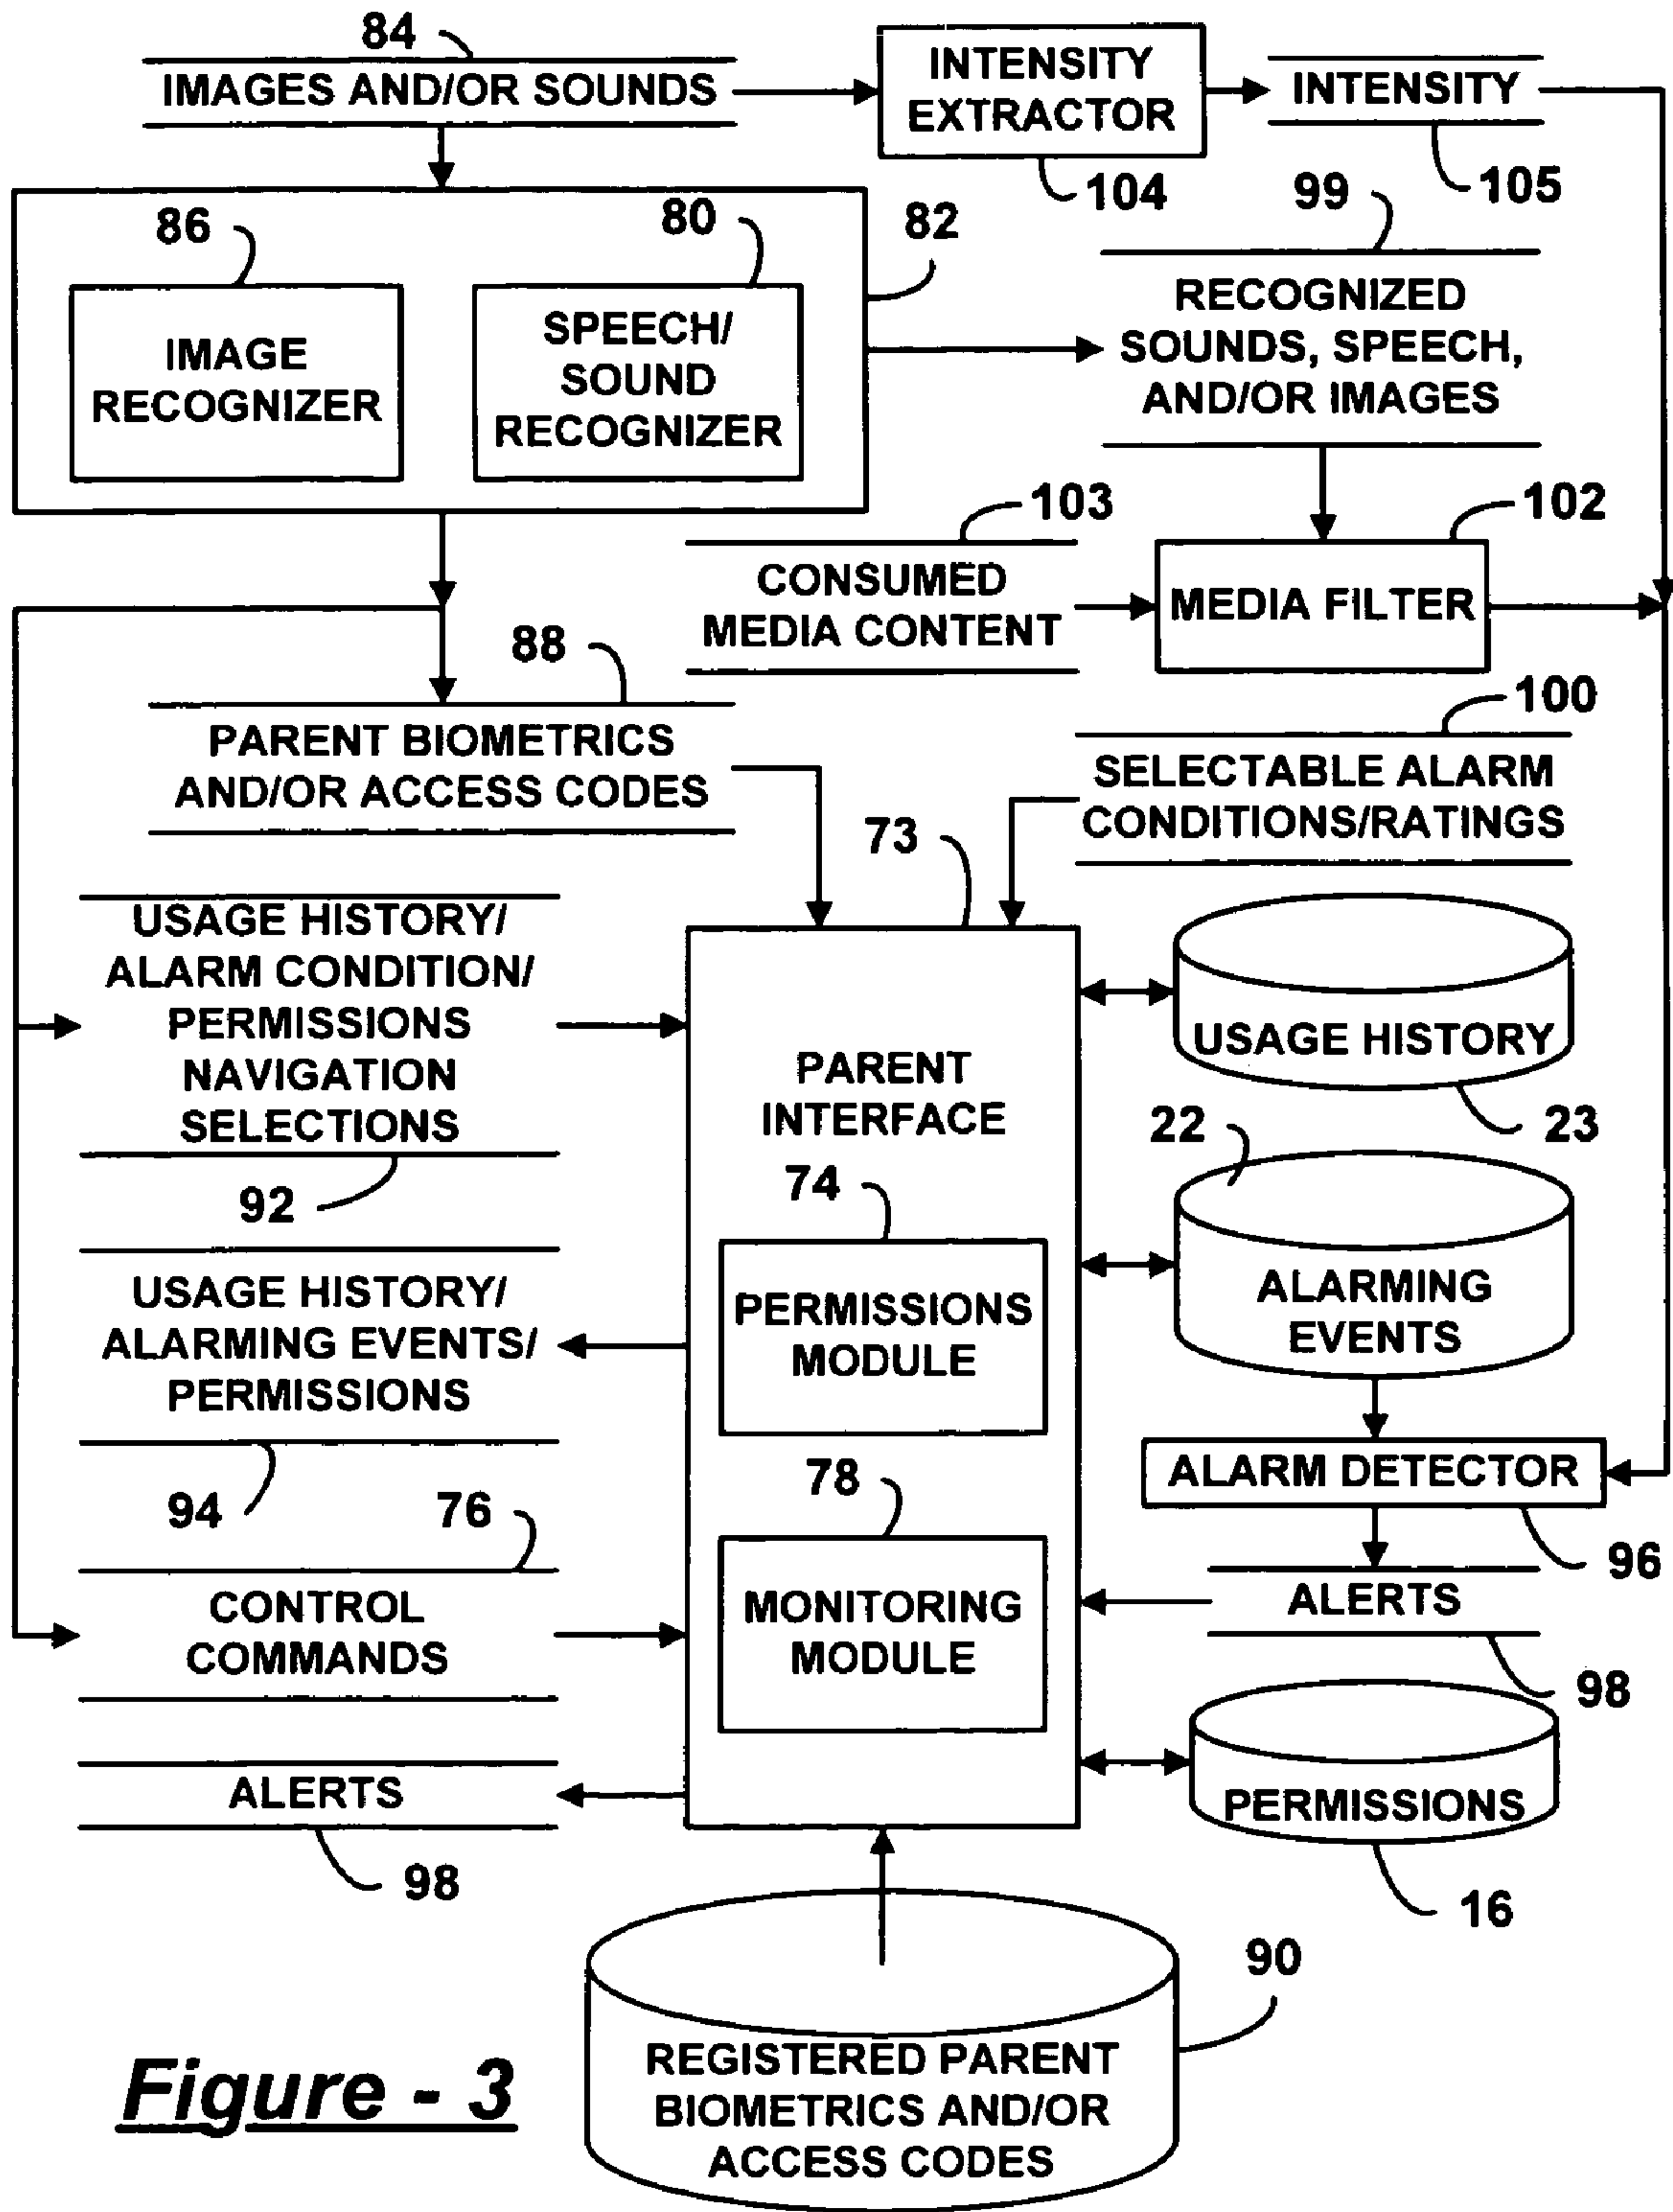 84
IMAGES AND/OR SOUNDS
INTENSITY
EXTRACTOR
INTENSITY
104
105
99
86
80
82
IMAGE
RECOGNIZER
SPEECH/
SOUND
RECOGNIZER
RECOGNIZED
SOUNDS, SPEECH,
AND/OR IMAGES
103
102
CONSUMED
MEDIA CONTENT
MEDIA FILTER
88
100
PARENT BIOMETRICS
AND/OR ACCESS CODES
SELECTABLE ALARM
CONDITIONS/RATINGS
73
USAGE HISTORY/
ALARM CONDITION/
PERMISSIONS
NAVIGATION
SELECTIONS
92
PARENT
INTERFACE
USAGE HISTORY
23
22
74
PERMISSIONS
MODULE
ALARMING
EVENTS
USAGE HISTORY/
ALARMING EVENTS/
PERMISSIONS
94
76
78
ALARM DETECTOR
96
MONITORING
MODULE
ALERTS
98
CONTROL
COMMANDS
ALERTS
98
PERMISSIONS
16
90
REGISTERED PARENT
BIOMETRICS AND/OR
ACCESS CODES
Figure - 3